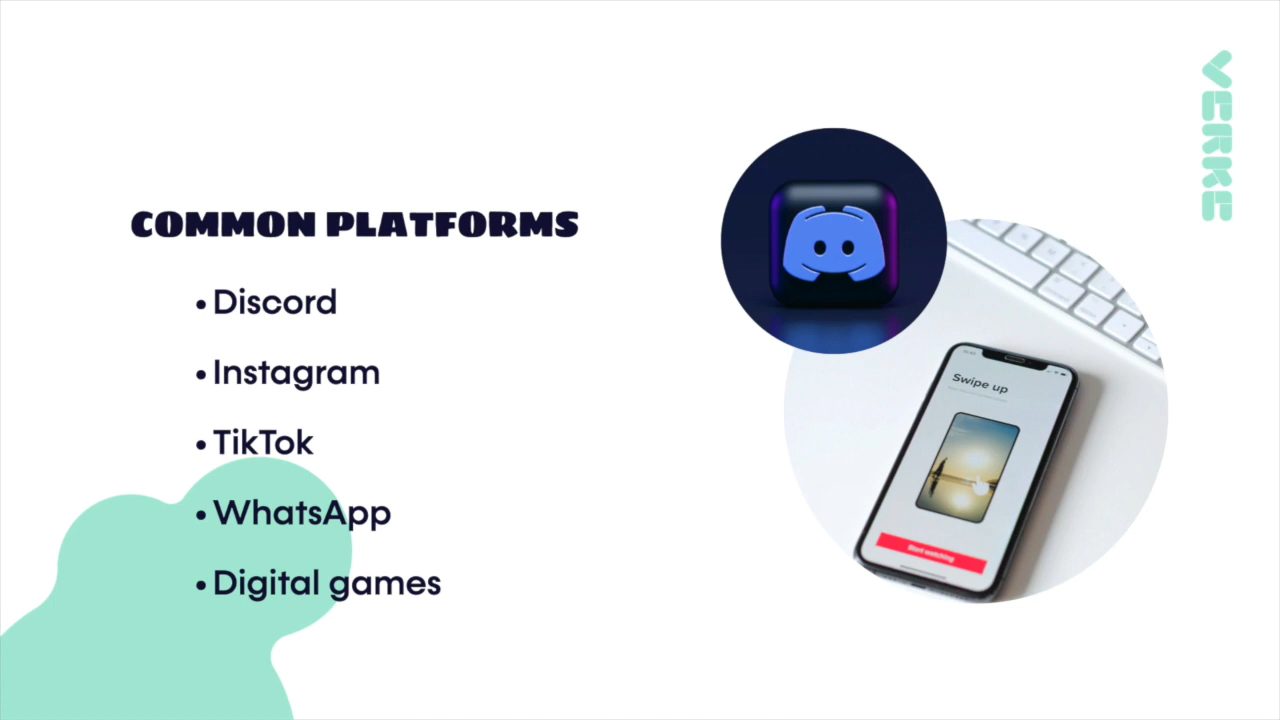 VERKE
COMMON PLATFORMS
• Discord
• Instagram
• TikTok
• WhatsApp
• Digital games
Swipe up
Start watching